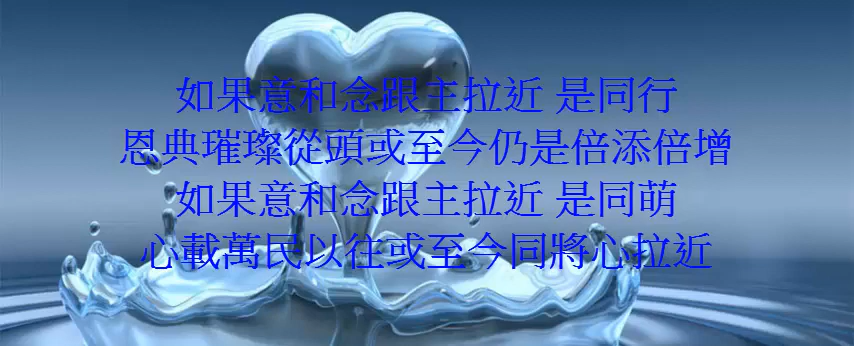 如果意和念跟主拉近 是同行
恩典璀璨從頭或至今仍是倍添倍增
如果意和念跟主拉近 是同萌
心載萬民以往或至今同將心拉近